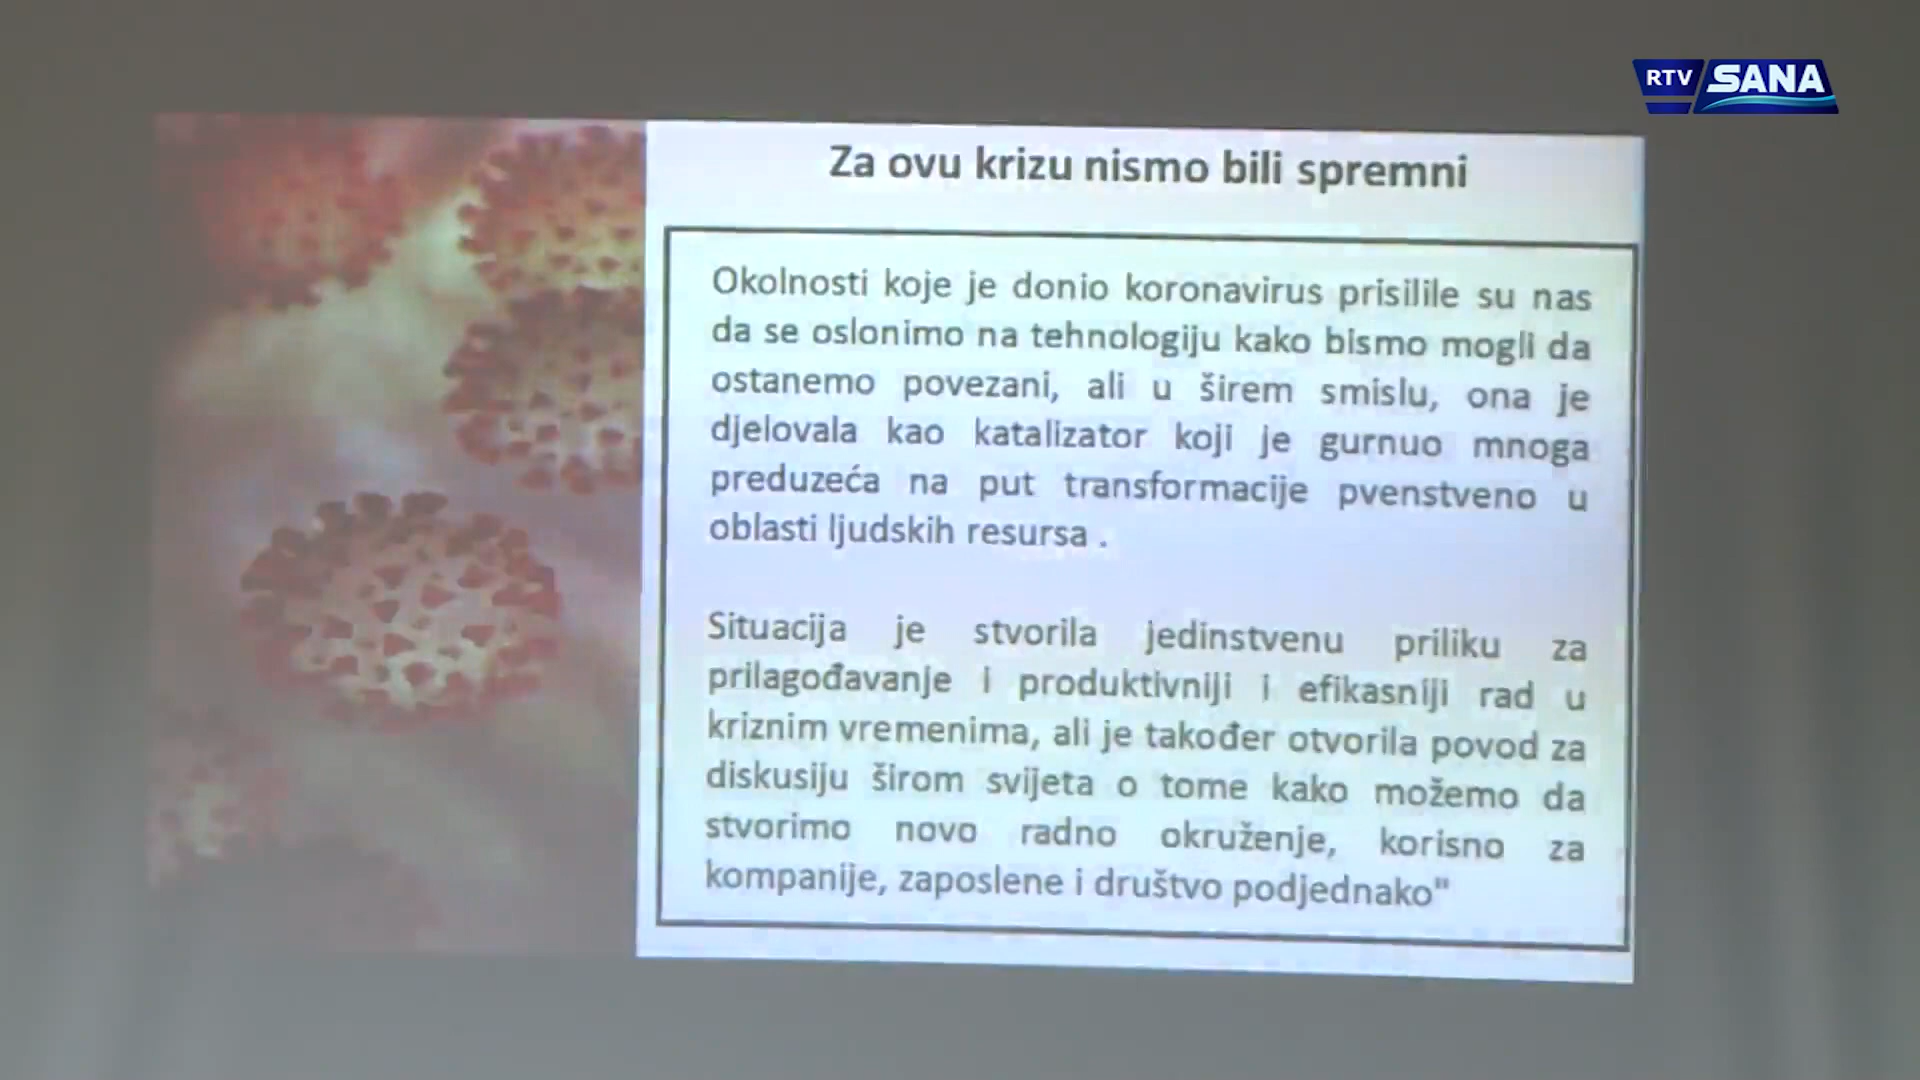 RTV SANA
Za ovu krizu nismo bili spremni
Okolnosti koje je donio koronavirus prisilile su nas
da se oslonimo na tehnologiju kako bismo mogli da
ostanemo povezani, ali u širem smislu, ona je
djelovala kao katalizator koji je gurnuo mnoga
preduzeća na put transformacije pvenstveno u
oblasti ljudskih resursa .
Situacija je stvorila jedinstvenu priliku za
prilagođavanje i produktivniji i efikasniji rad u
kriznim vremenima, ali je također otvorila povod za
diskusiju širom svijeta o tome kako možemo da
stvorimo novo radno okruženje, korisno za
kompanije, zaposlene i društvo podjednako"